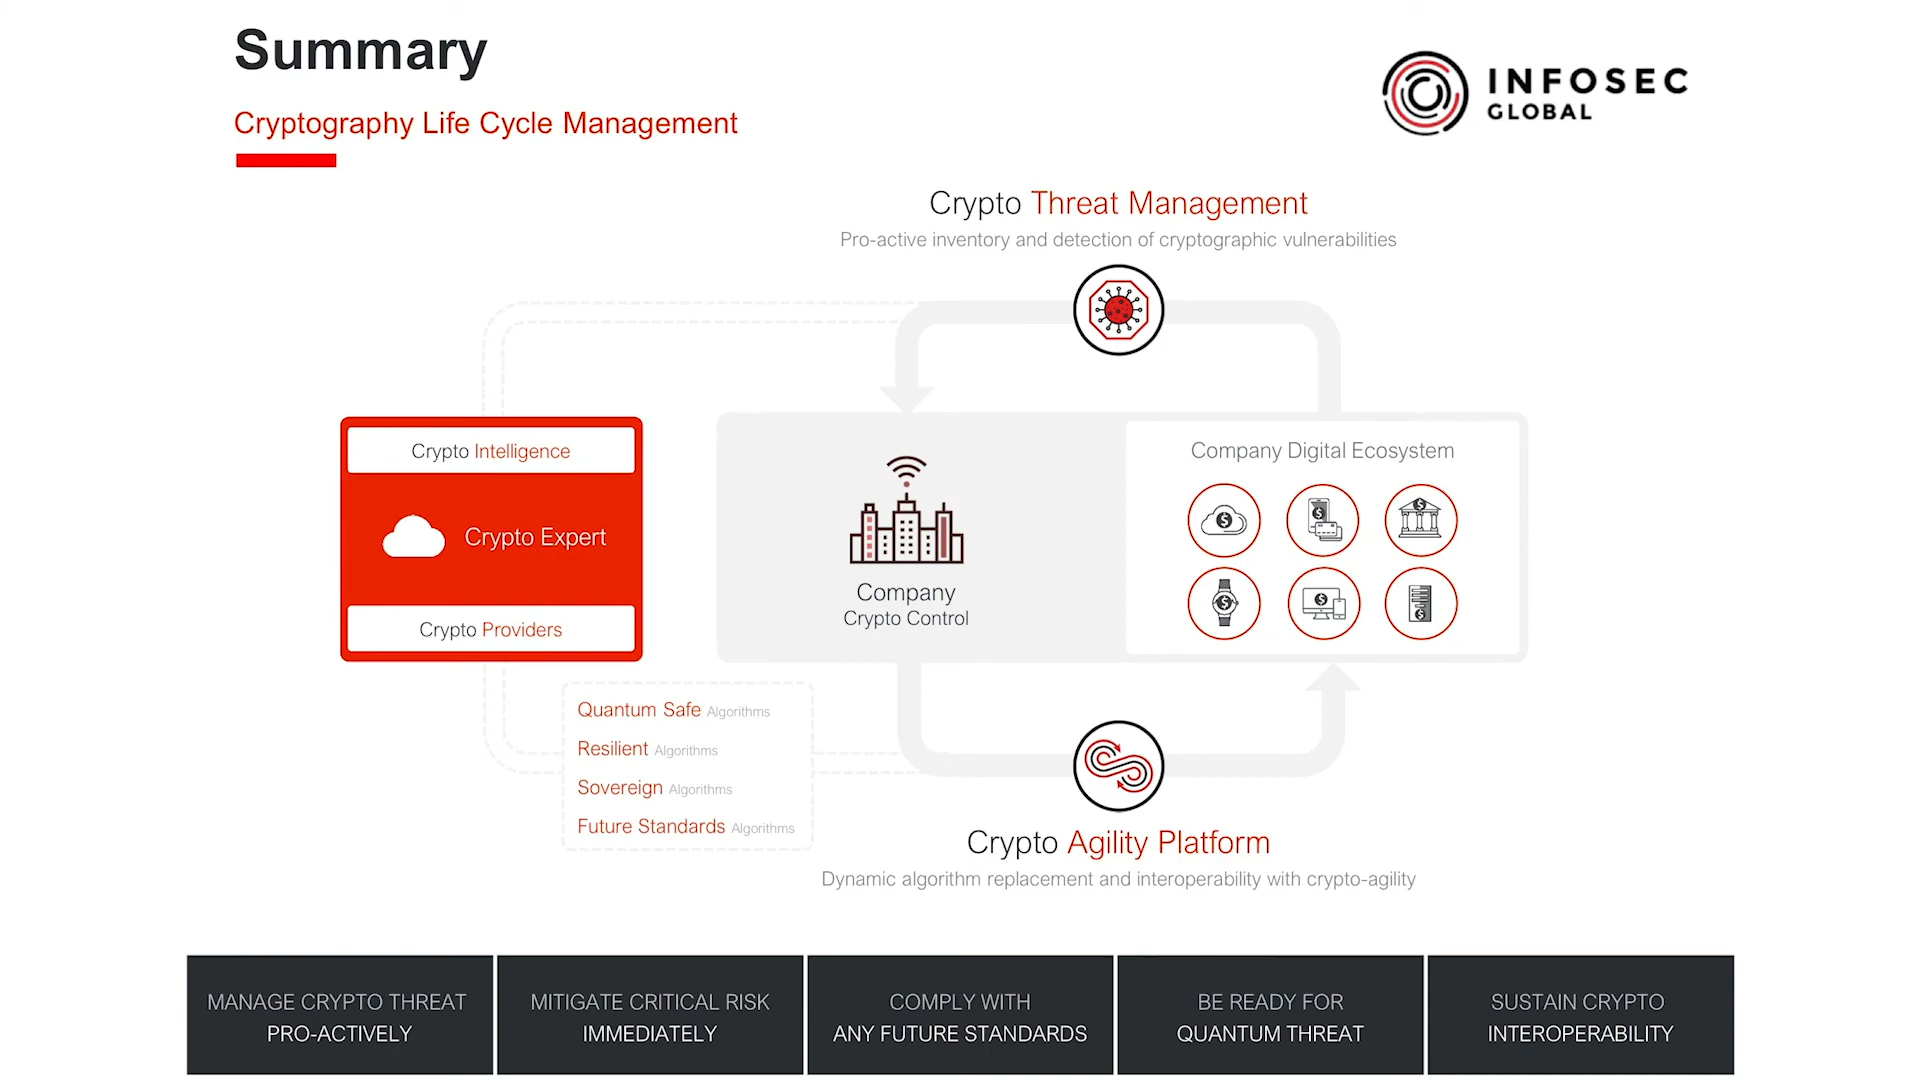 Summary
Cryptography Life Cycle Management
INFOSEC
GLOBAL
Crypto Threat Management
Pro-active inventory and detection of cryptographic vulnerabilities
Crypto Intelligence
Crypto Expert
Crypto Providers
Company
Crypto Control
Company Digital Ecosystem
Quantum Safe Algorithms
Resilient Algorithms
Sovereign Algorithms
Future Standards Algorithms
Crypto Agility Platform
Dynamic algorithm replacement and interoperability with crypto-agility
MANAGE CRYPTO THREAT
PRO-ACTIVELY
MITIGATE CRITICAL RISK
IMMEDIATELY
COMPLY WITH
ANY FUTURE STANDARDS
BE READY FOR
QUANTUM THREAT
SUSTAIN CRYPTO
INTEROPERABILITY